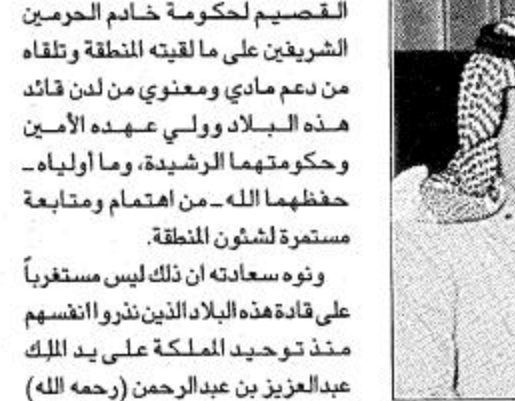 القصيم لحكومة خادم الحرمين
الشريفين على ما لقيته المنطقة وتلقاه
من دعم مادي ومعنوي من لدن قائد
هذه البلاد وولي عهده الأمين
وحكومتهما الرشيدة، وما أولياه ـ
حفظهما الله ـ من اهتمام ومتابعة
مستمرة لشئون المنطقة.
ونوه سعادته ان ذلك ليس مستغرباً
على قادة هذه البلاد الذين نذروا انفسهم
منذ توحيد المملكة على يد الملك
عبدالعزيز بن عبدالرحمن (رحمه الله)